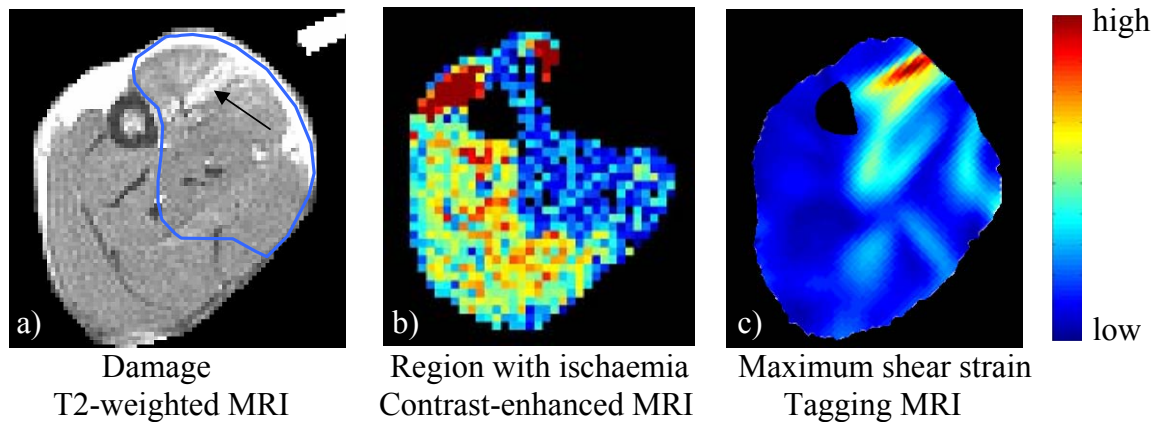 high
a)
b)
c)
low
Damage
T2-weighted MRI
Region with ischaemia
Contrast-enhanced MRI
Maximum shear strain
Tagging MRI